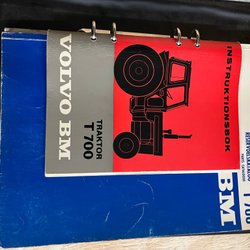 INSTRUKTIONSBOK
TRAKTOR
T 700
VOLVO BM
T 700
BM